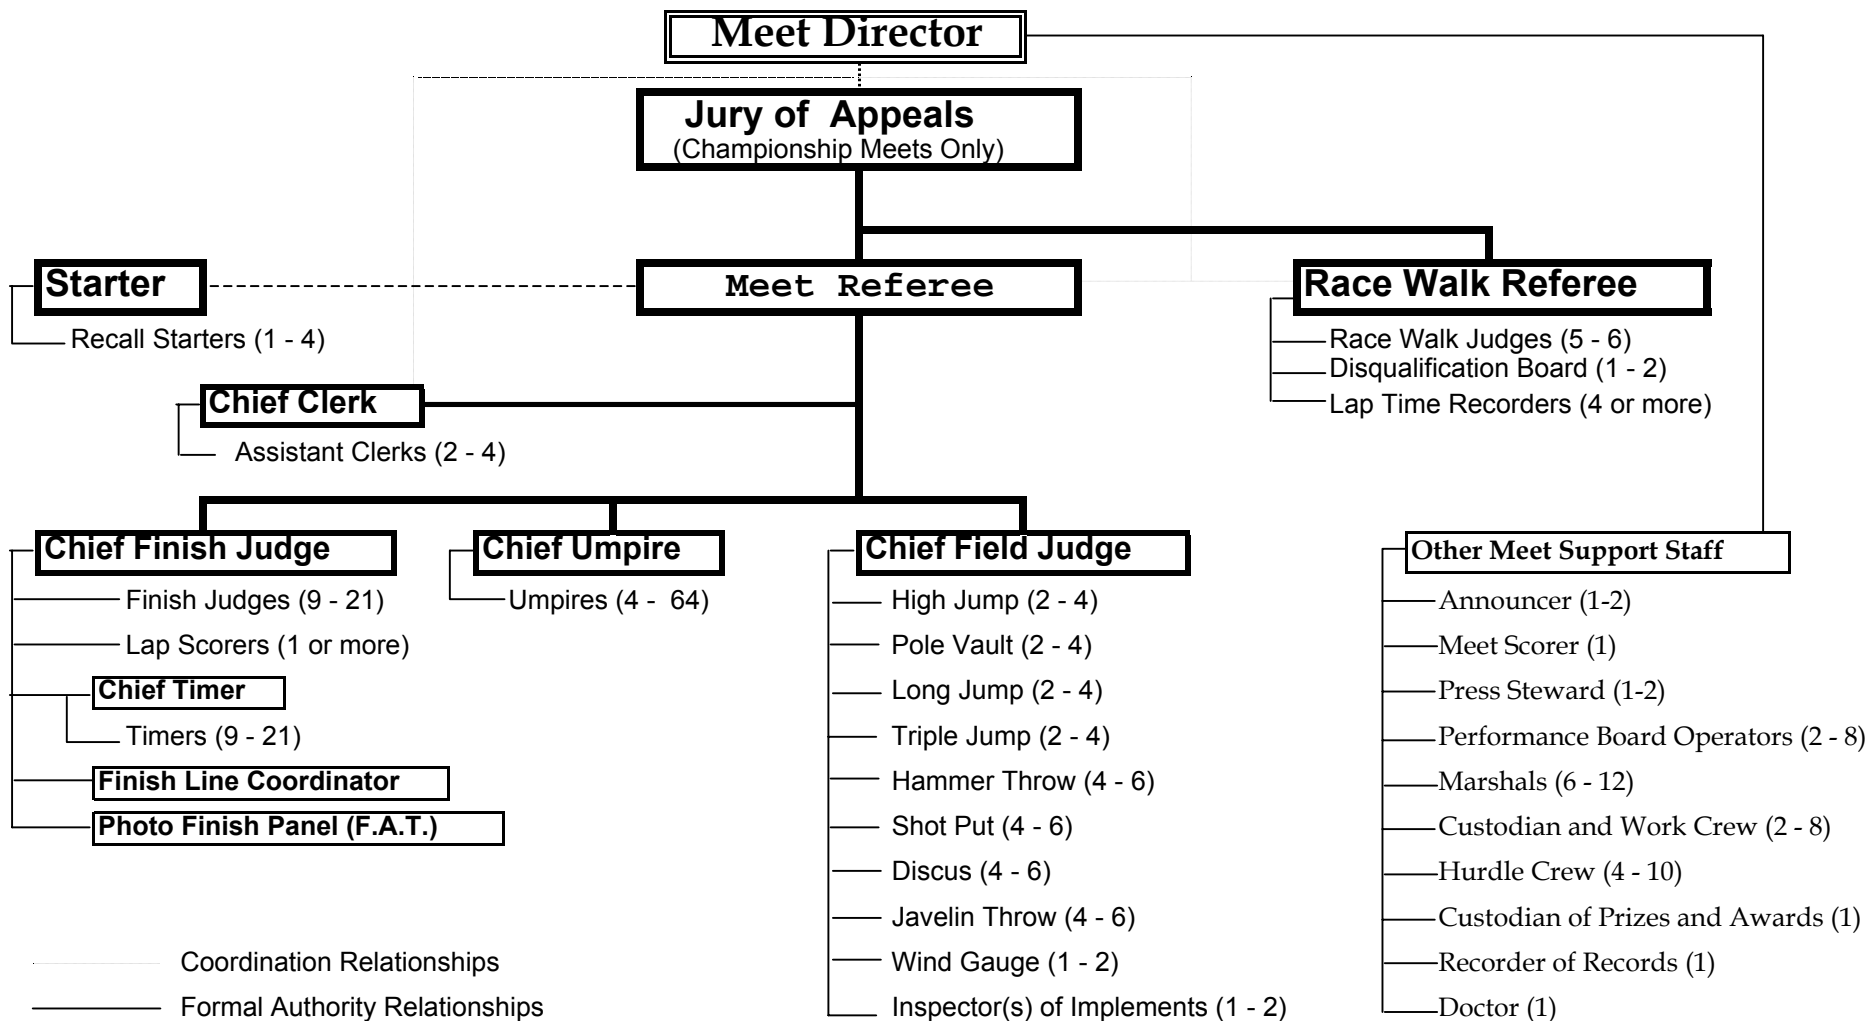 Meet Director
Jury of Appeals
(Championship Meets Only)
Starter
Meet Referee
Race Walk Referee
Recall Starters (1 - 4)
Race Walk Judges (5 - 6)
Disqualification Board (1 - 2)
Lap Time Recorders (4 or more)
Chief Clerk
Assistant Clerks (2 - 4)
Chief Finish Judge
Finish Judges (9 - 21)
Lap Scorers (1 or more)
Chief Timer
Timers (9 - 21)
Finish Line Coordinator
Photo Finish Panel (F.A.T.)
Chief Umpire
Umpires (4 - 64)
Chief Field Judge
High Jump (2 - 4)
Pole Vault (2 - 4)
Long Jump (2 - 4)
Triple Jump (2 - 4)
Hammer Throw (4 - 6)
Shot Put (4 - 6)
Discus (4 - 6)
Javelin Throw (4 - 6)
Wind Gauge (1 - 2)
Inspector(s) of Implements (1 - 2)
Other Meet Support Staff
Announcer (1-2)
Meet Scorer (1)
Press Steward (1-2)
Performance Board Operators (2 - 8)
Marshals (6 - 12)
Custodian and Work Crew (2 - 8)
Hurdle Crew (4 - 10)
Custodian of Prizes and Awards (1)
Recorder of Records (1)
Doctor (1)
Coordination Relationships
Formal Authority Relationships